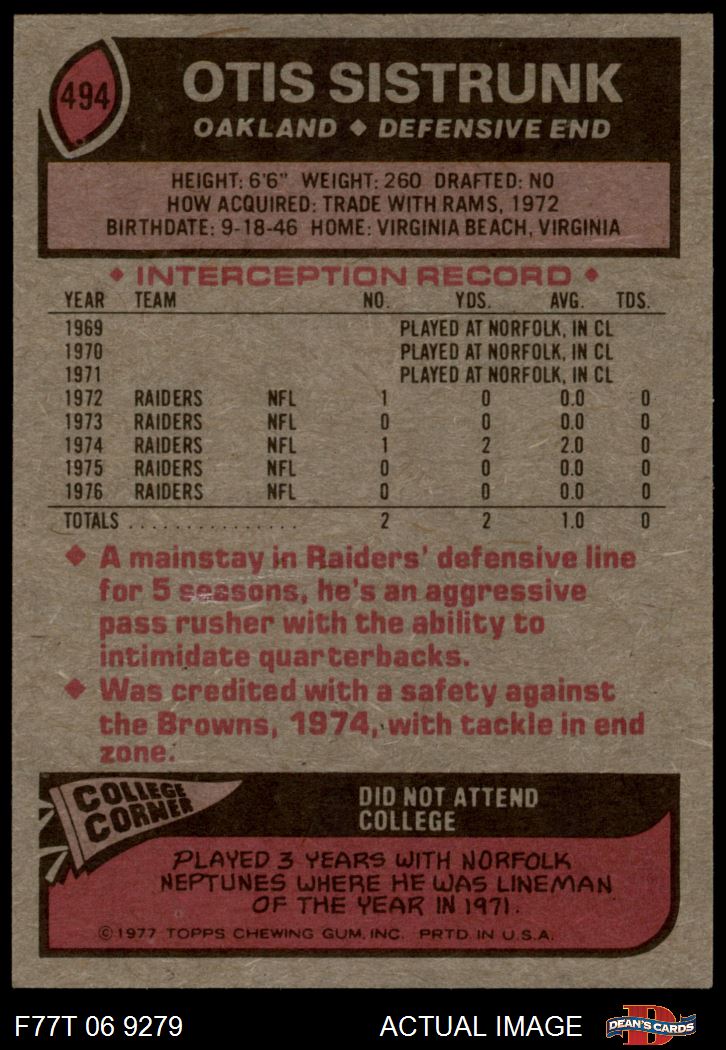 494
OTIS SISTRUNK
OAKLAND ◆ DEFENSIVE END
HEIGHT: 6'6" WEIGHT: 260 DRAFTED: NO
HOW ACQUIRED: TRADE WITH RAMS, 1972
BIRTHDATE: 9-18-46 HOME: VIRGINIA BEACH, VIRGINIA
◆ INTERCEPTION RECORD ◆
YEAR TEAM NO. YDS. AVG. TDS.
1969 PLAYED AT NORFOLK, IN CL
1970 PLAYED AT NORFOLK, IN CL
1971 PLAYED AT NORFOLK, IN CL
1972 RAIDERS NFL 1 0 0.0 0
1973 RAIDERS NFL 0 0 0.0 0
1974 RAIDERS NFL 1 2 2.0 0
1975 RAIDERS NFL 0 0 0.0 0
1976 RAIDERS NFL 0 0 0.0 0
TOTALS . . . . . . . . . . . . . . . 2 2 1.0 0
◆ A mainstay in Raiders' defensive line
for 5 seasons, he's an aggressive
pass rusher with the ability to
intimidate quarterbacks.
◆ Was credited with a safety against
the Browns, 1974, with tackle in end
zone.
COLLEGE
CORNER
DID NOT ATTEND
COLLEGE
PLAYED 3 YEARS WITH NORFOLK
NEPTUNES WHERE HE WAS LINEMAN
OF THE YEAR IN 1971.
©1977 TOPPS CHEWING GUM, INC. PRTD. IN U.S.A.
F77T 06 9279
ACTUAL IMAGE
D
DEAN'S CARDS